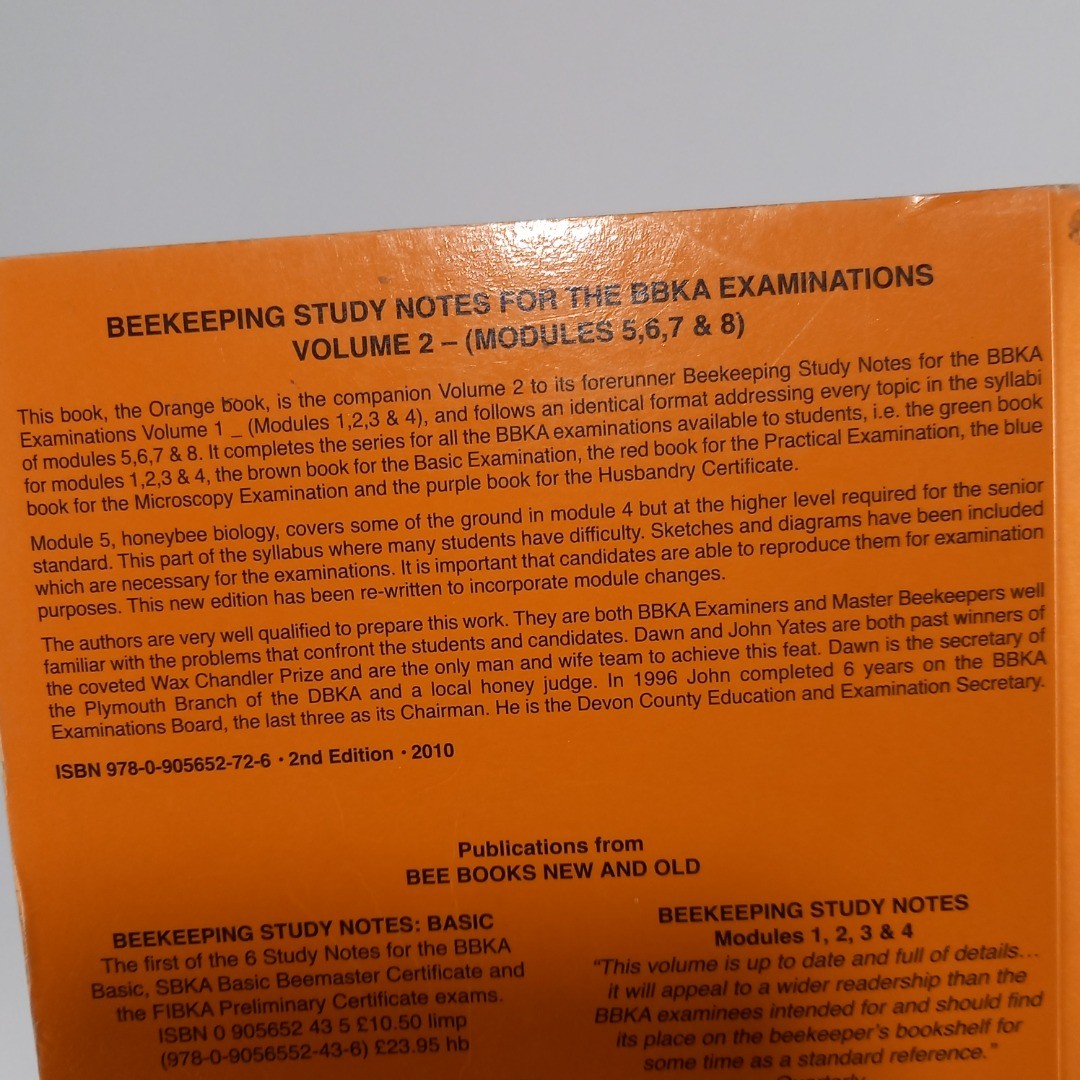 BEEKEEPING STUDY NOTES FOR THE BBKA EXAMINATIONS
VOLUME 2 – (MODULES 5,6,7 & 8)
This book, the Orange book, is the companion Volume 2 to its forerunner Beekeeping Study Notes for the BBKA
Examinations Volume 1 _ (Modules 1,2,3 & 4), and follows an identical format addressing every topic in the syllabi
of modules 5,6,7 & 8. It completes the series for all the BBKA examinations available to students, i.e. the green book
for modules 1,2,3 & 4, the brown book for the Basic Examination, the red book for the Practical Examination, the blue
book for the Microscopy Examination and the purple book for the Husbandry Certificate.
Module 5, honeybee biology, covers some of the ground in module 4 but at the higher level required for the senior
standard. This part of the syllabus where many students have difficulty. Sketches and diagrams have been included
which are necessary for the examinations. It is important that candidates are able to reproduce them for examination
purposes. This new edition has been re-written to incorporate module changes.
The authors are very well qualified to prepare this work. They are both BBKA Examiners and Master Beekeepers well
familiar with the problems that confront the students and candidates. Dawn and John Yates are both past winners of
the coveted Wax Chandler Prize and are the only man and wife team to achieve this feat. Dawn is the secretary of
the Plymouth Branch of the DBKA and a local honey judge. In 1996 John completed 6 years on the BBKA
Examinations Board, the last three as its Chairman. He is the Devon County Education and Examination Secretary.
ISBN 978-0-905652-72-6 · 2nd Edition · 2010
Publications from
BEE BOOKS NEW AND OLD
BEEKEEPING STUDY NOTES: BASIC
The first of the 6 Study Notes for the BBKA
Basic, SBKA Basic Beemaster Certificate and
the FIBKA Preliminary Certificate exams.
ISBN 0 905652 43 5 £10.50 limp
(978-0-9056552-43-6) £23.95 hb
BEEKEEPING STUDY NOTES
Modules 1, 2, 3 & 4
"This volume is up to date and full of details…
it will appeal to a wider readership than the
BBKA examinees intended for and should find
its place on the beekeeper's bookshelf for
some time as a standard reference."